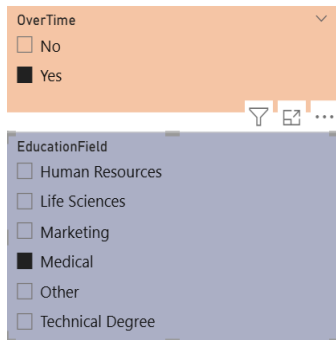 OverTime
No
Yes
EducationField
Human Resources
Life Sciences
Marketing
Medical
Other
Technical Degree